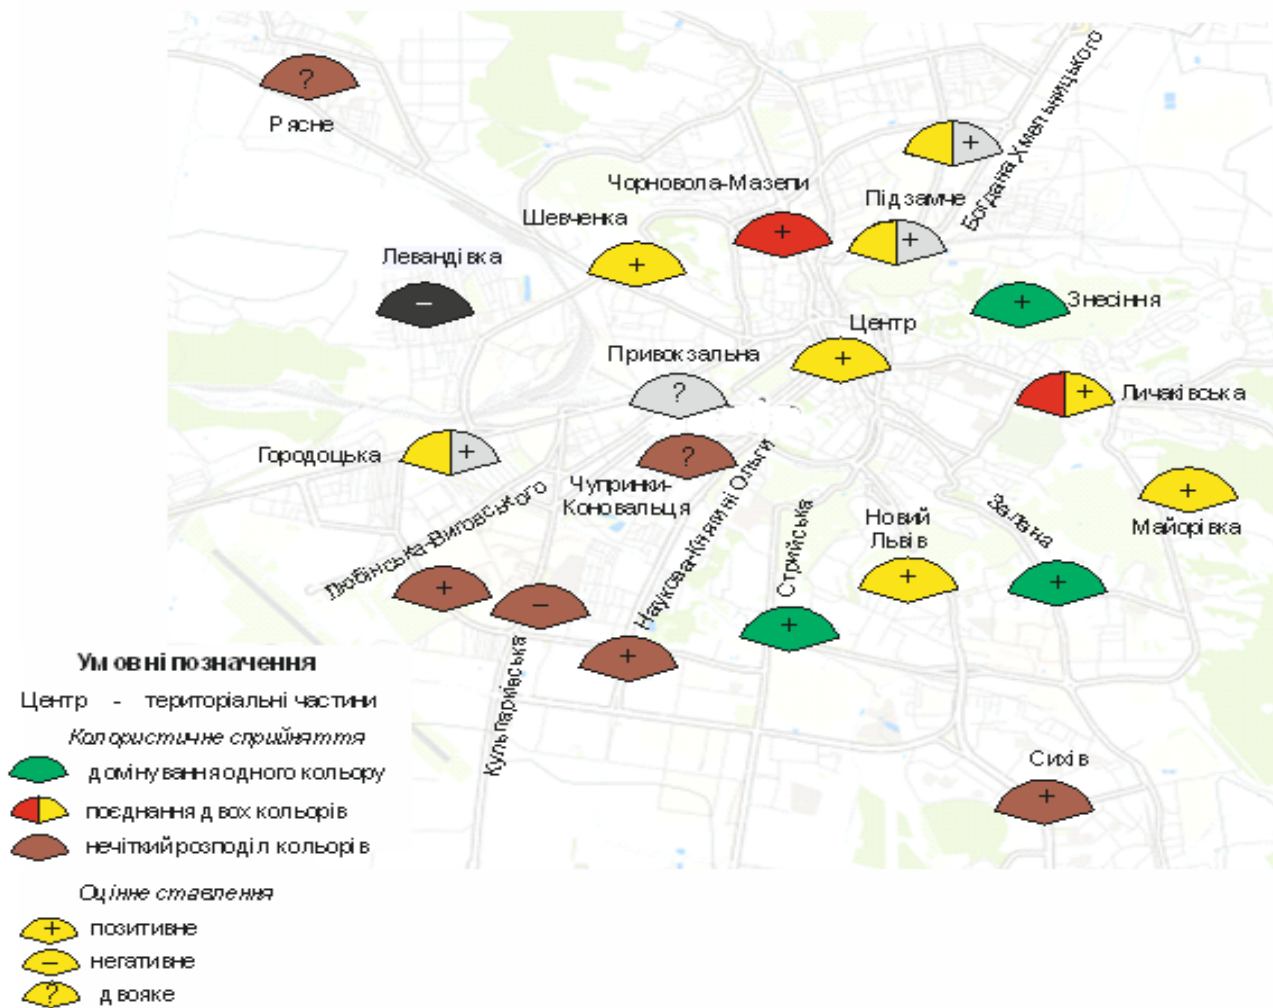 ?
Рясне
Богдана Хмельницького
+
Чорновола-Мазепи
Підзамче
Шевченка
+
+
+
Левандівка
–
+
Знесіння
Центр
+
Привокзальна
?
+
Личаківська
Городоцька
+
?
Чупринки-
Коновальця
Любінська-Виговського
Наукова-Княгині Ольги
Стрийська
Новий
Львів
Зелена
+
Майорівка
+
–
+
+
+
+
Кульпарківська
Сихів
+
Умовні позначення
Центр - територіальні частини
Колористичне сприйняття
домінування одного кольору
поєднання двох кольорів
нечіткий розподіл кольорів
Оцінне ставлення
+ позитивне
– негативне
? двояке